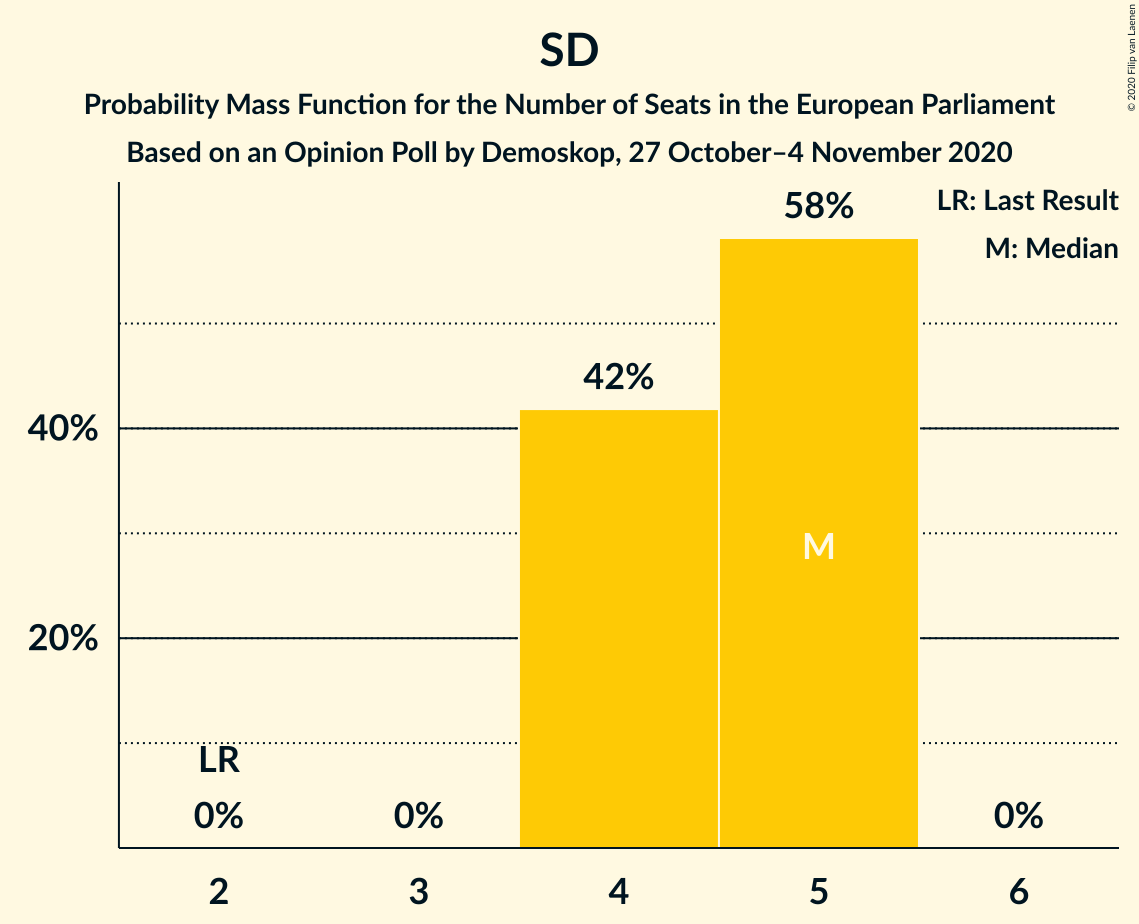 SD
Probability Mass Function for the Number of Seats in the European Parliament
Based on an Opinion Poll by Demoskop, 27 October–4 November 2020
© 2020 Filip van Laenen
LR: Last Result
M: Median
58%
42%
40%
M
20%
LR
0%
0%
0%
2
3
4
5
6